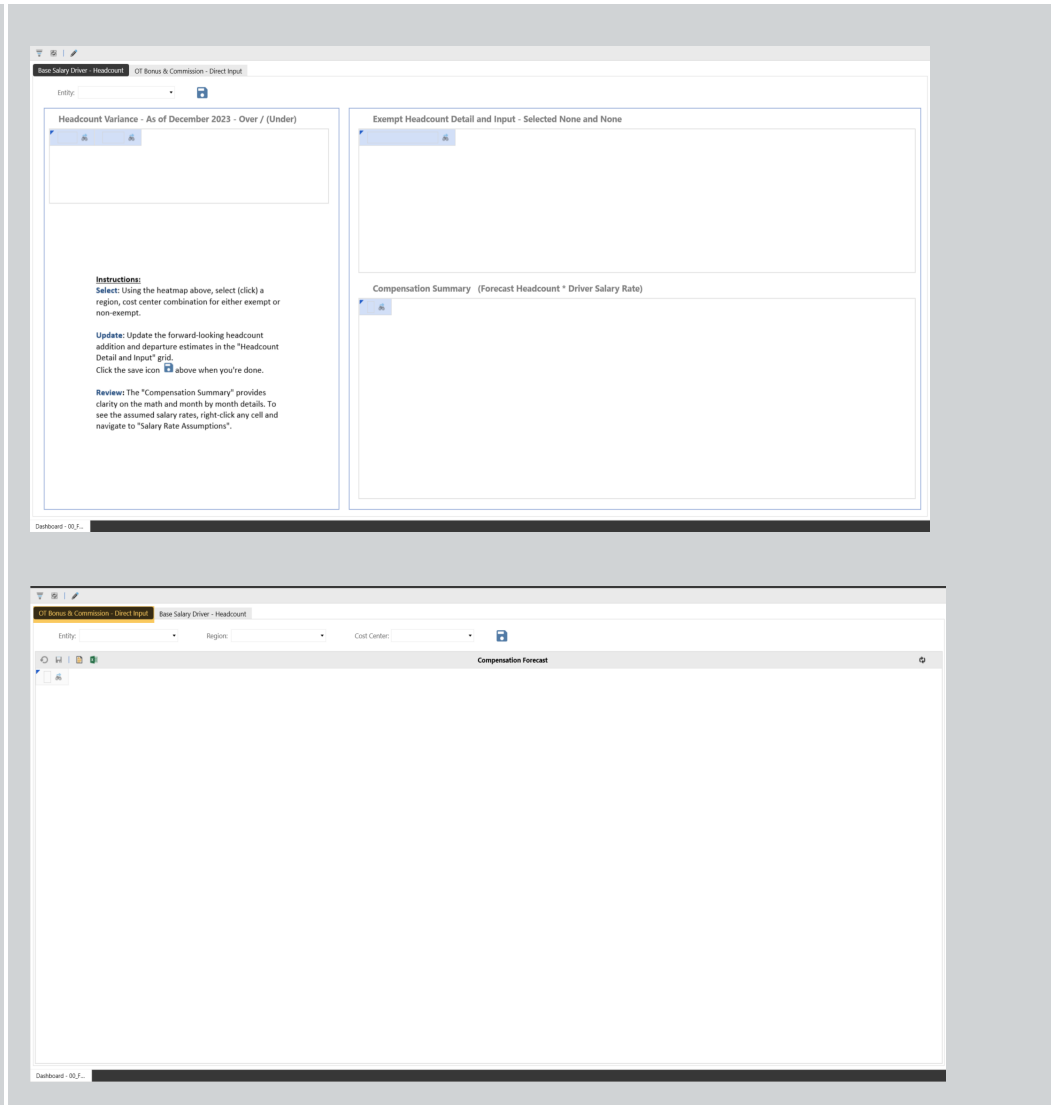 Base Salary Driver - Headcount OT Bonus & Commission - Direct Input
Entity:
Headcount Variance - As of December 2023 - Over / (Under)
Instructions:
Select: Using the heatmap above, select (click) a
region, cost center combination for either exempt or
non-exempt.
Update: Update the forward-looking headcount
addition and departure estimates in the "Headcount
Detail and Input" grid.
Click the save icon above when you're done.
Review: The "Compensation Summary" provides
clarity on the math and month by month details. To
see the assumed salary rates, right-click any cell and
navigate to "Salary Rate Assumptions".
Exempt Headcount Detail and Input - Selected None and None
Compensation Summary (Forecast Headcount * Driver Salary Rate)
Dashboard - 00_F...
OT Bonus & Commission - Direct Input Base Salary Driver - Headcount
Entity: Region: Cost Center:
Compensation Forecast
Dashboard - 00_F...